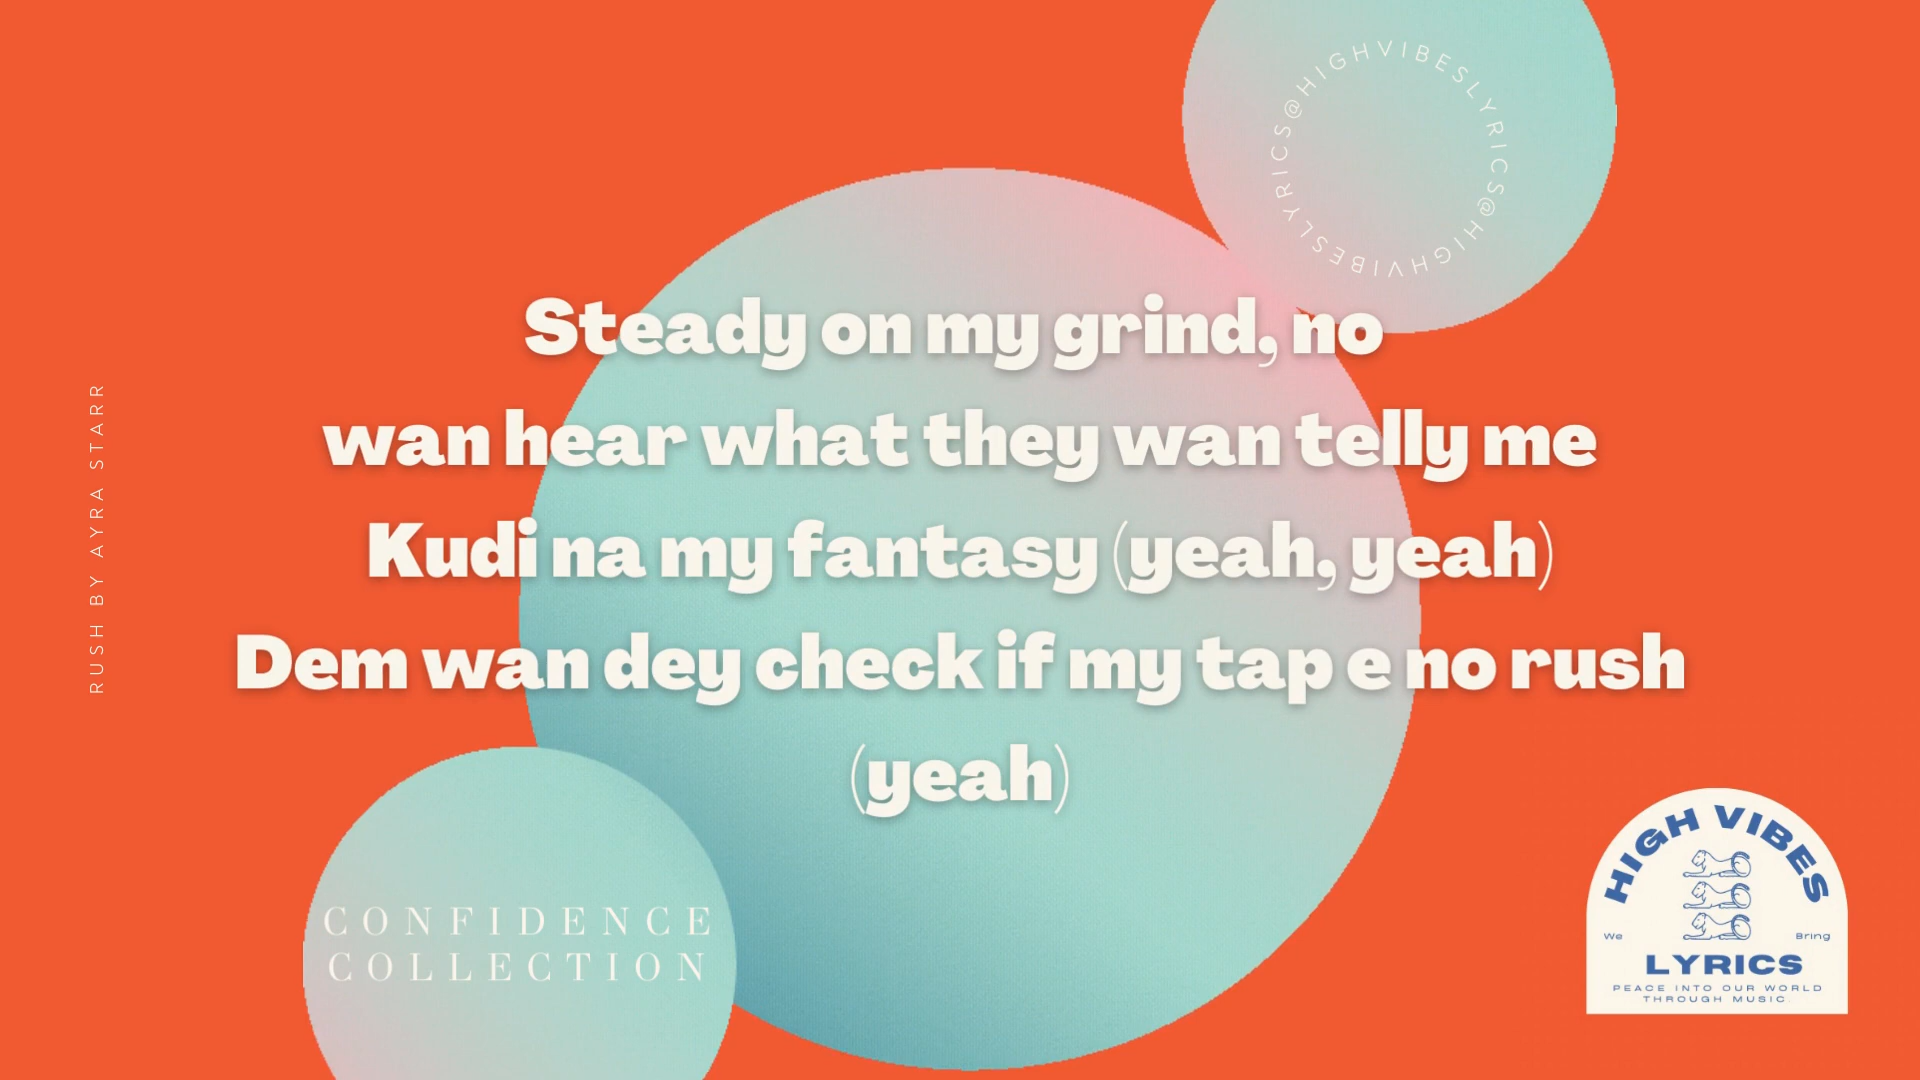 @HIGHVIBESLYRICS@HIGHVIBESLYRICS
Steady on my grind, no
wan hear what they wan telly me
Kudi na my fantasy (yeah, yeah)
Dem wan dey check if my tap e no rush
(yeah)
RUSH BY AYRA STARR
CONFIDENCE
COLLECTION
HIGH VIBES
We Bring
LYRICS
PEACE INTO OUR WORLD
THROUGH MUSIC.